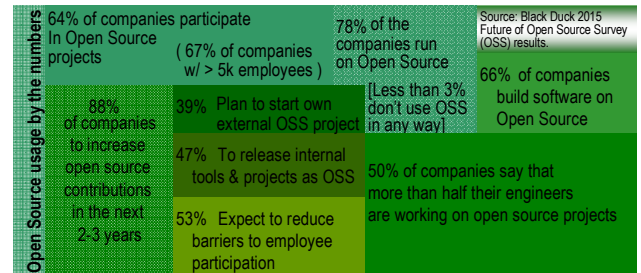 Open Source usage by the numbers
64% of companies participate
In Open Source
projects
( 67% of companies
w/ > 5k employees )
78% of the
companies run
on Open Source
[Less than 3%
don't use OSS
in any way]
Source: Black Duck 2015
Future of Open Source Survey
(OSS) results.
66% of companies
build software on
Open Source
88%
of companies
to increase
open source
contributions
in the next
2-3 years
39% Plan to start own
external OSS project
47% To release internal
tools & projects as OSS
53% Expect to reduce
barriers to employee
participation
50% of companies say that
more than half their engineers
are working on open source projects